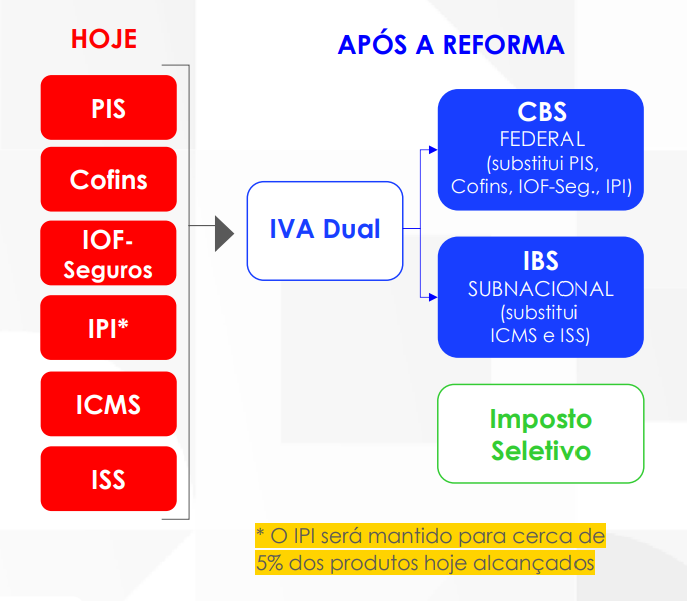 HOJE
PIS
Cofins
IOF-
Seguros
IPI*
ICMS
ISS
IVA Dual
APÓS A REFORMA
CBS
FEDERAL
(substitui PIS,
Cofins, IOF-Seg., IPI)
IBS
SUBNACIONAL
(substitui
ICMS e ISS)
Imposto
Seletivo
* O IPI será mantido para cerca de
5% dos produtos hoje alcançados